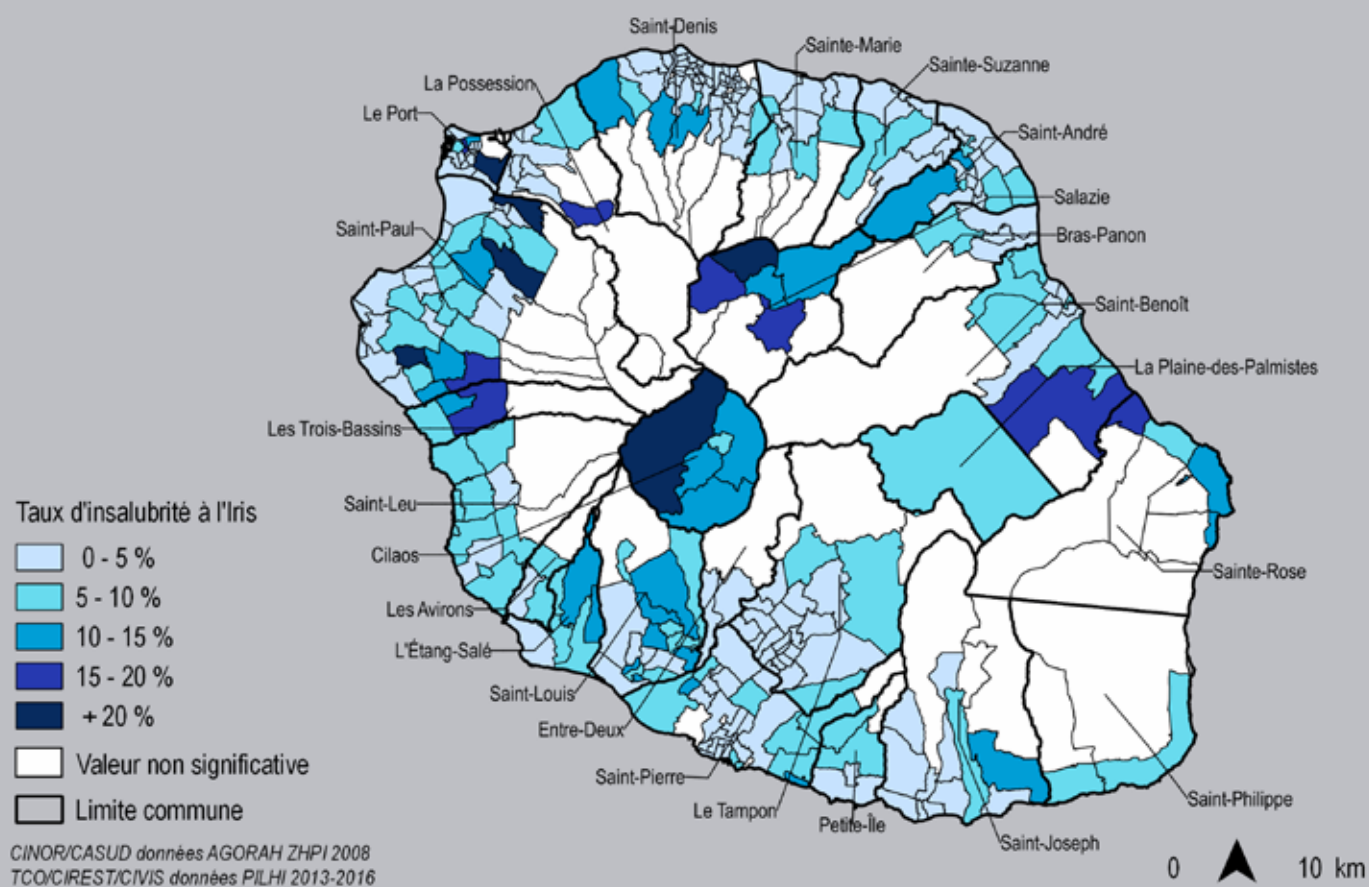 Saint-Denis
Sainte-Marie
Sainte-Suzanne
La Possession
Le Port
Saint-André
Salazie
Saint-Paul
Bras-Panon
Saint-Benoît
La Plaine-des-Palmistes
Les Trois-Bassins
Saint-Leu
Cilaos
Sainte-Rose
Les Avirons
L'Étang-Salé
Saint-Louis
Entre-Deux
Saint-Pierre
Le Tampon
Petite-Île
Saint-Joseph
Saint-Philippe
Taux d'insalubrité à l'Iris
0 - 5 %
5 - 10 %
10 - 15 %
15 - 20 %
+ 20 %
Valeur non significative
Limite commune
CINOR/CASUD données AGORAH ZHPI 2008
TCO/CIREST/CIVIS données PILHI 2013-2016
0 10 km